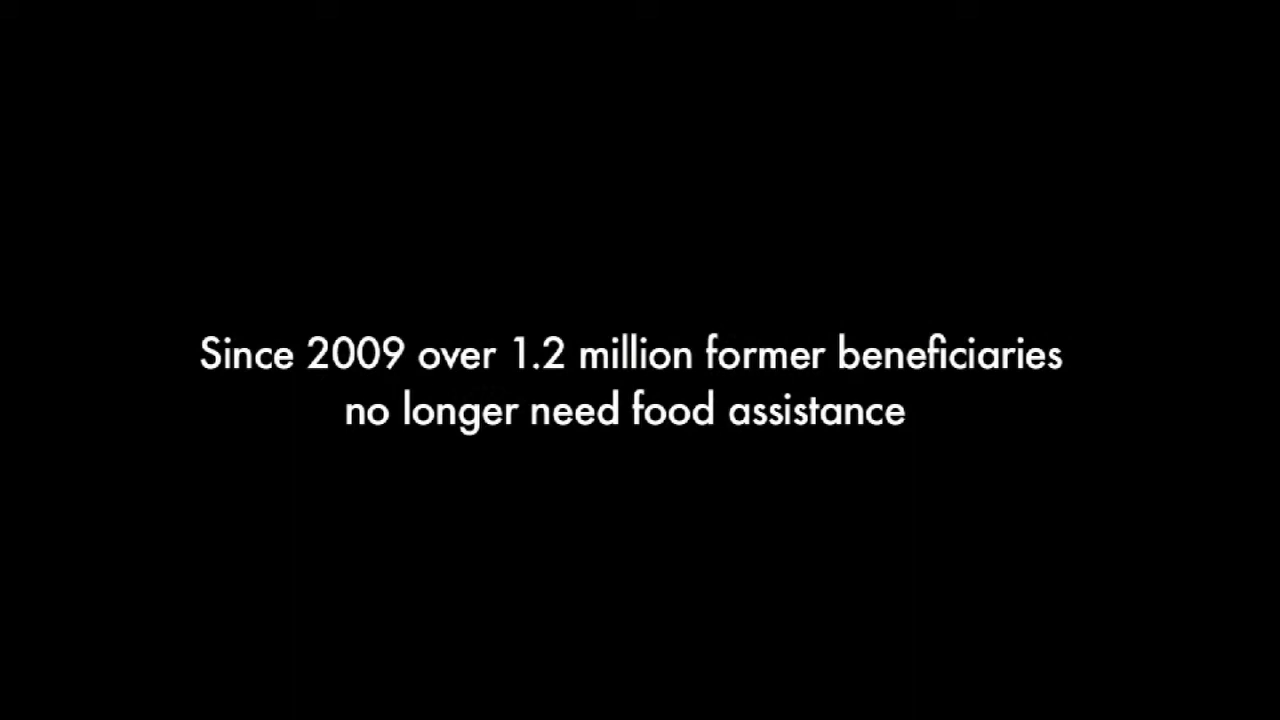 Since 2009 over 1.2 million former beneficiaries
no longer need food assistance